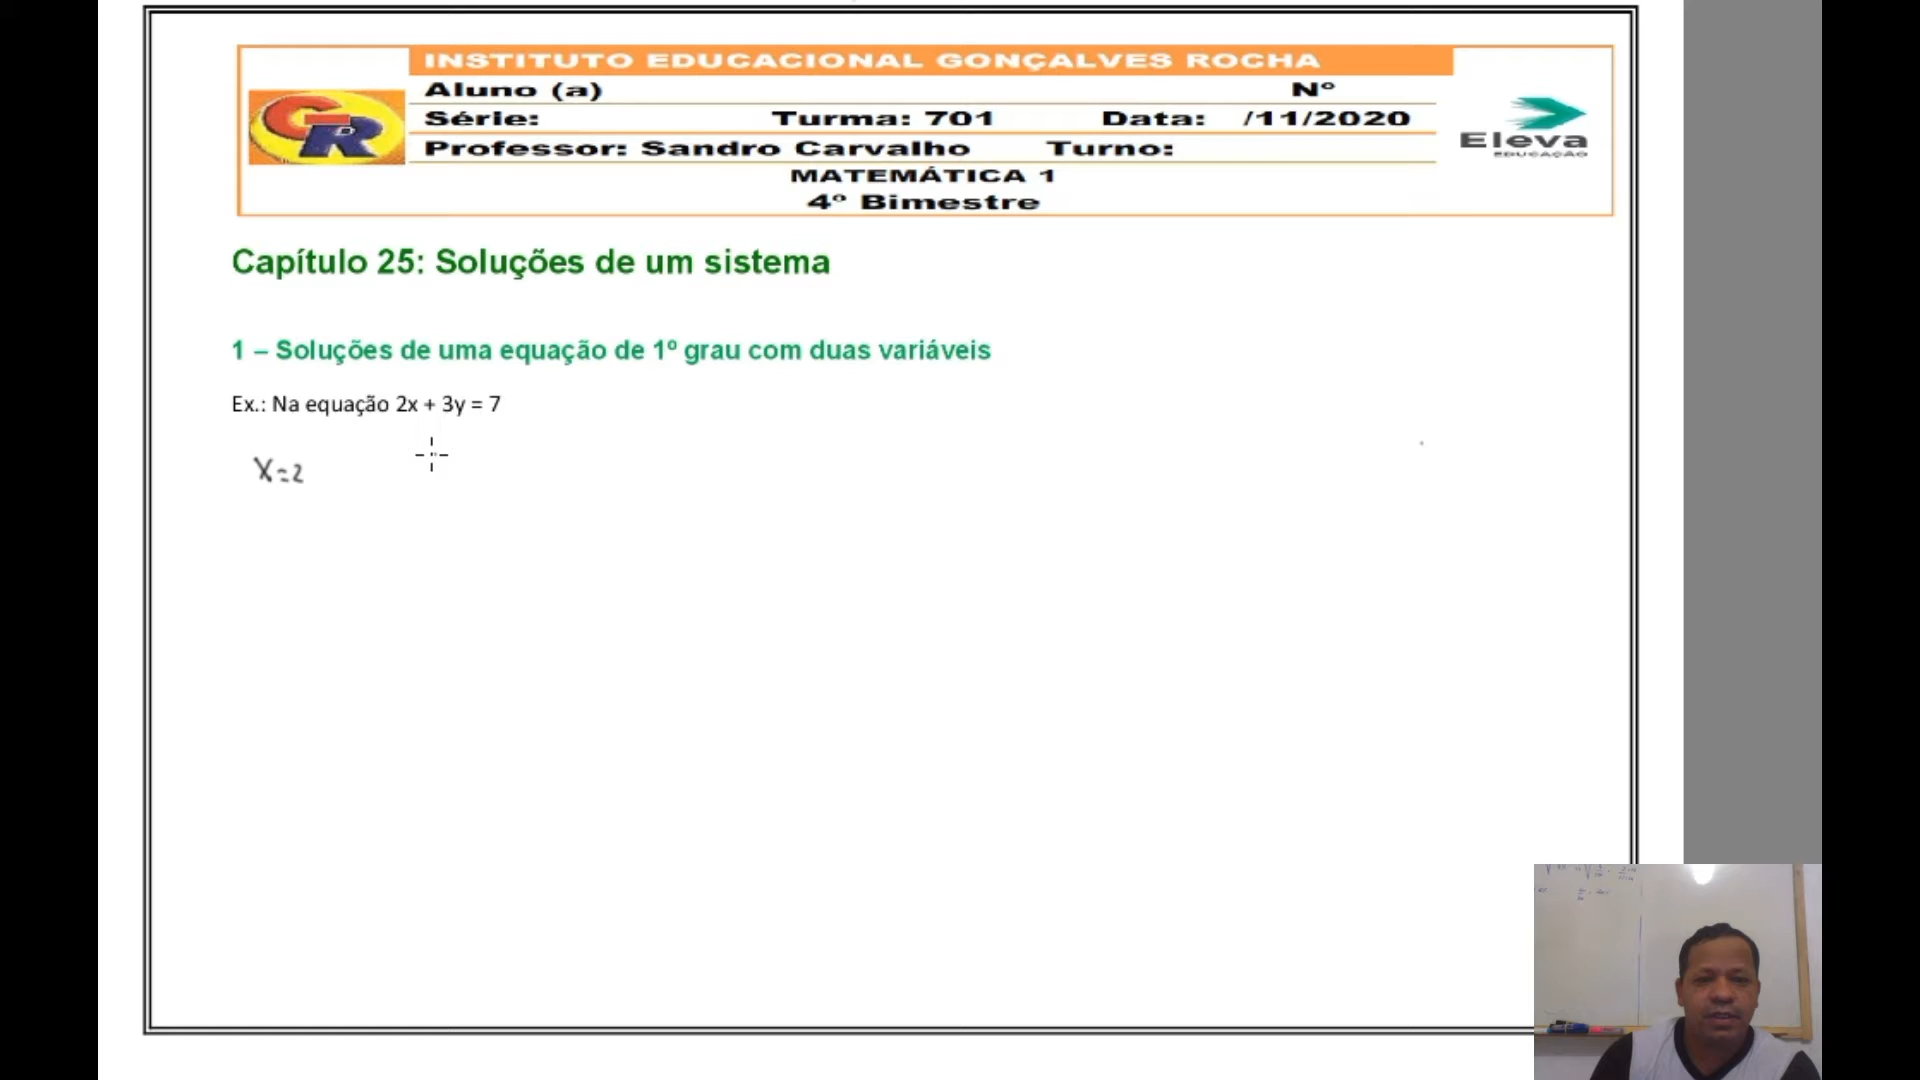 INSTITUTO EDUCACIONAL GONÇALVES ROCHA
Aluno (a) Nº
Série: Turma: 701 Data: /11/2020
Professor: Sandro Carvalho Turno:
MATEMÁTICA 1
4º Bimestre
GR
Eleva
EDUCAÇÃO
Capítulo 25: Soluções de um sistema
1 – Soluções de uma equação de 1º grau com duas variáveis
Ex.: Na equação 2x + 3y = 7
X=2